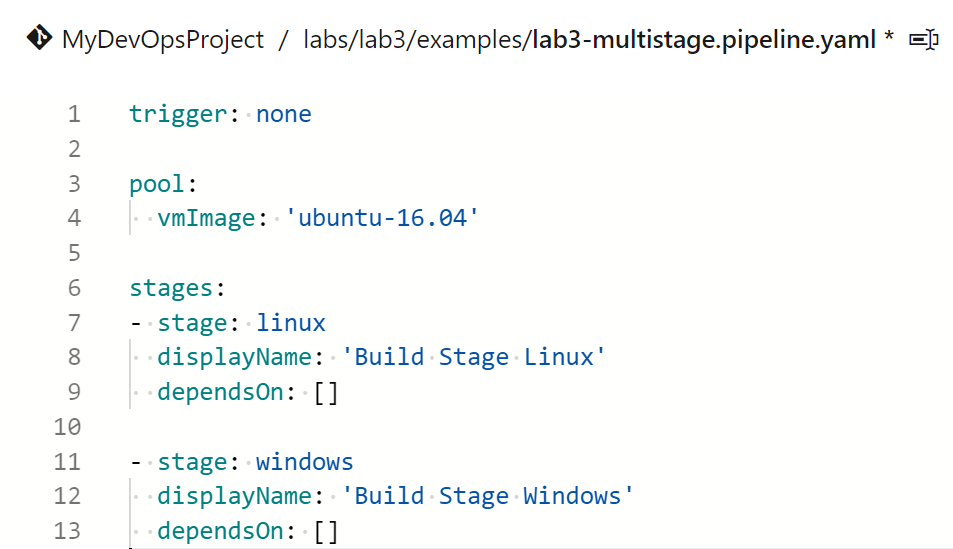 MyDevOpsProject / labs/lab3/examples/lab3-multistage.pipeline.yaml *
1 trigger: none
2
3 pool:
4   vmImage: 'ubuntu-16.04'
5
6 stages:
7 - stage: linux
8   displayName: 'Build Stage Linux'
9   dependsOn: []
10
11 - stage: windows
12   displayName: 'Build Stage Windows'
13   dependsOn: []